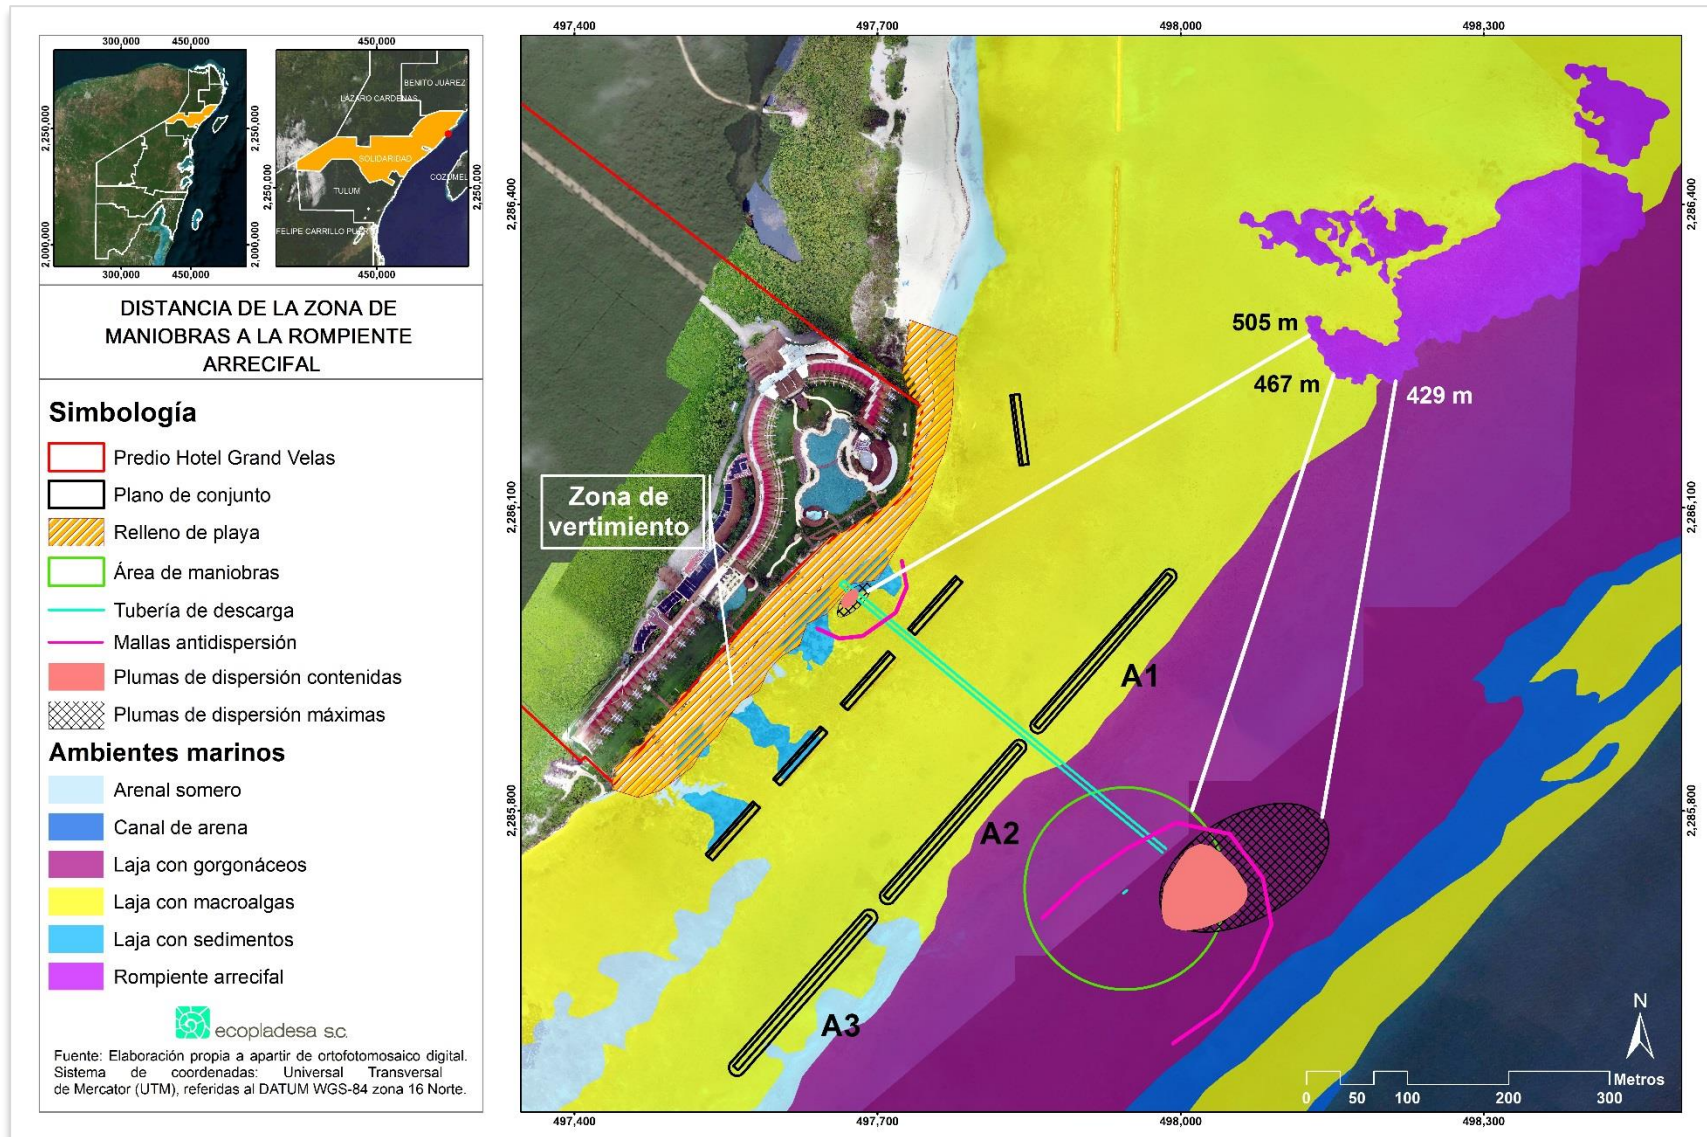 300,000 450,000
450,000
2,250,000
2,000,000
2,250,000
2,000,000
300,000 450,000
BENITO JUÁREZ
LÁZARO CÁRDENAS
SOLIDARIDAD
TULUM
COZUMEL
FELIPE CARRILLO PUER
2,250,000
2,250,000
450,000
DISTANCIA DE LA ZONA DE
MANIOBRAS A LA ROMPIENTE
ARRECIFAL
Simbología
Predio Hotel Grand Velas
Plano de conjunto
Relleno de playa
Área de maniobras
Tubería de descarga
Mallas antidispersión
Plumas de dispersión contenidas
Plumas de dispersión máximas
Ambientes marinos
Arenal somero
Canal de arena
Laja con gorgonáceos
Laja con macroalgas
Laja con sedimentos
Rompiente arrecifal
ecopladesa s.c.
Fuente: Elaboración propia a apartir de ortofotomosaico digital.
Sistema de coordenadas: Universal Transversal
de Mercator (UTM), referidas al DATUM WGS-84 zona 16 Norte.
497,400 497,700 498,000 498,300
2,286,400
2,286,100
2,285,800
2,286,400
2,286,100
2,285,800
505 m
467 m
429 m
Zona de
vertimiento
A1
A2
A3
N
Metros
0 50 100 200 300
497,400 497,700 498,000 498,300